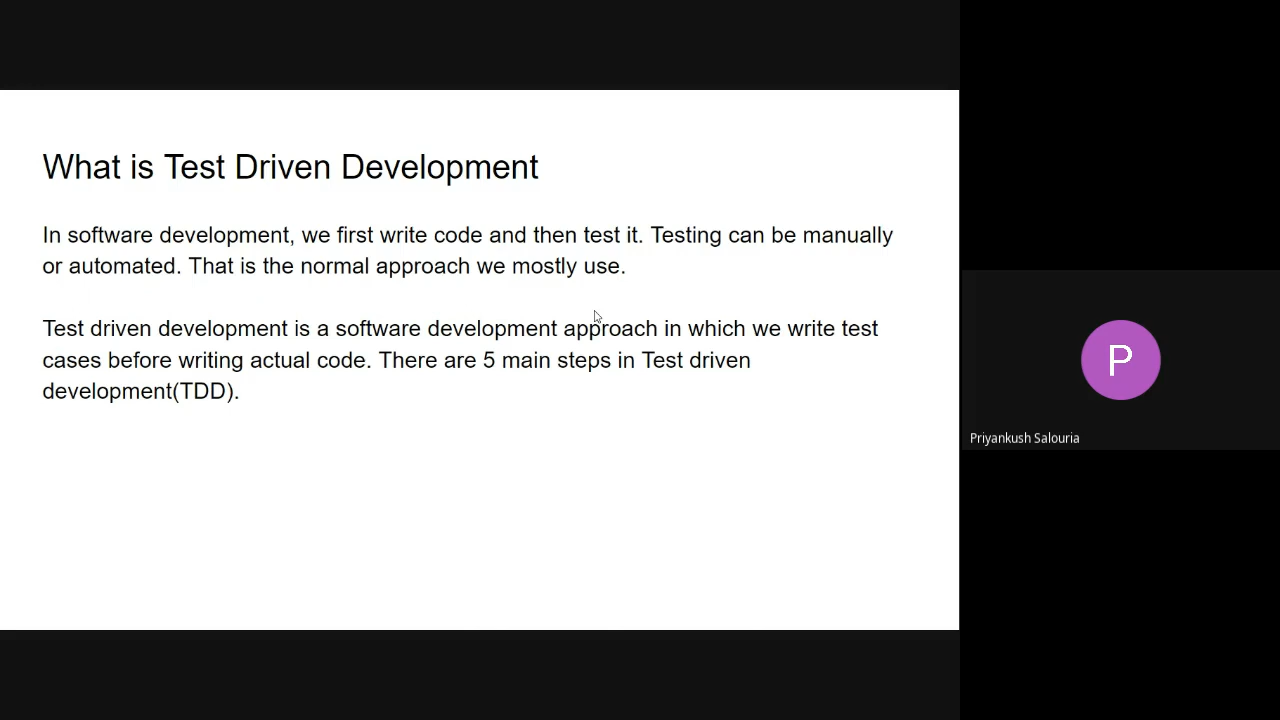 What is Test Driven Development
In software development, we first write code and then test it. Testing can be manually
or automated. That is the normal approach we mostly use.
Test driven development is a software development approach in which we write test
cases before writing actual code. There are 5 main steps in Test driven
development(TDD).
P
Priyankush Salouria